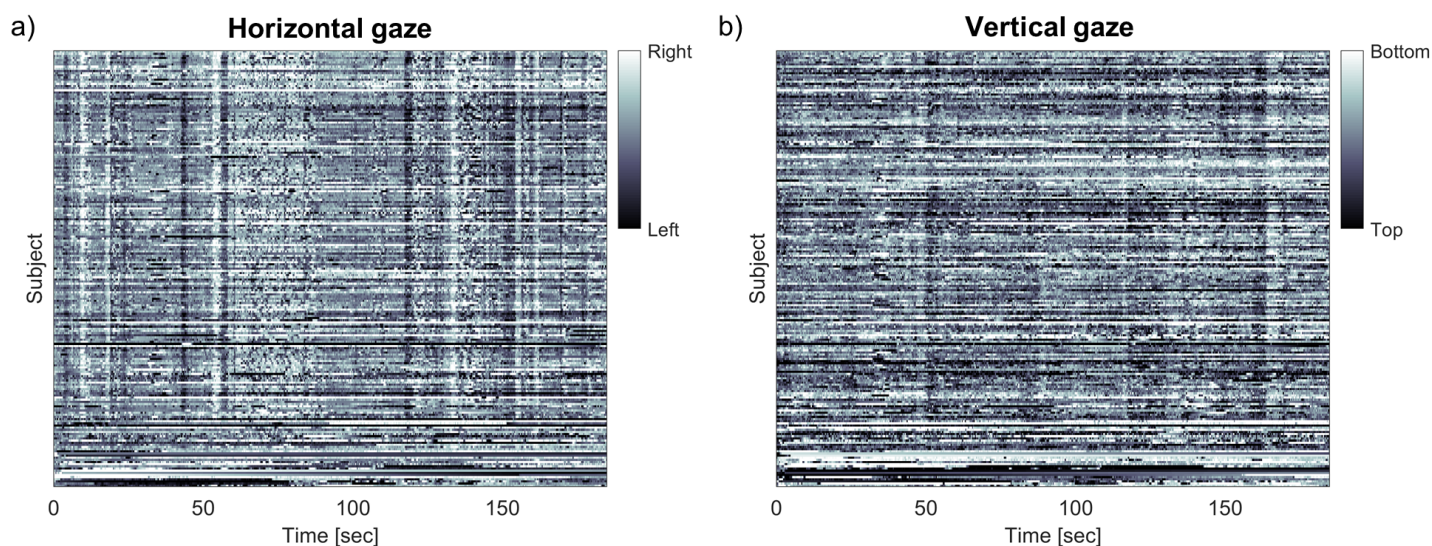 a)
Horizontal gaze
Right
Left
Subject
0
50
100
150
Time [sec]
b)
Vertical gaze
Bottom
Top
Subject
0
50
100
150
Time [sec]